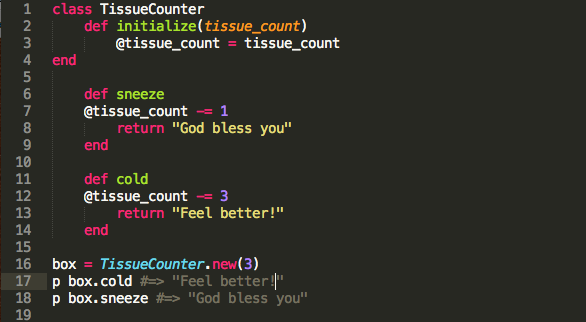 1 class TissueCounter
2     def initialize(tissue_count)
3         @tissue_count = tissue_count
4 end
5
6     def sneeze
7     @tissue_count -= 1
8         return "God bless you"
9     end
10
11     def cold
12     @tissue_count -= 3
13         return "Feel better!"
14     end
15
16 box = TissueCounter.new(3)
17 p box.cold #=> "Feel better!"
18 p box.sneeze #=> "God bless you"
19